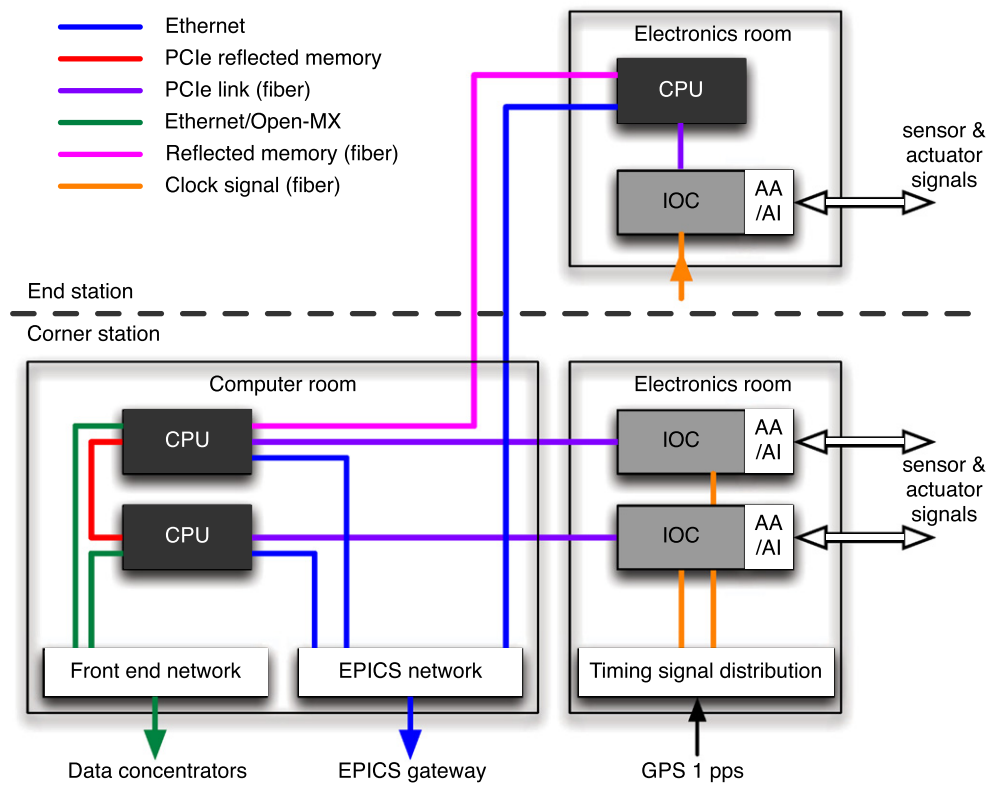 Ethernet
PCIe reflected memory
PCIe link (fiber)
Ethernet/Open-MX
Reflected memory (fiber)
Clock signal (fiber)
Electronics room
CPU
IOC
AA
/AI
sensor &
actuator
signals
End station
Corner station
Computer room
CPU
CPU
Front end network
EPICS network
Electronics room
IOC
AA
/AI
IOC
AA
/AI
sensor &
actuator
signals
Timing signal distribution
Data concentrators
EPICS gateway
GPS 1 pps